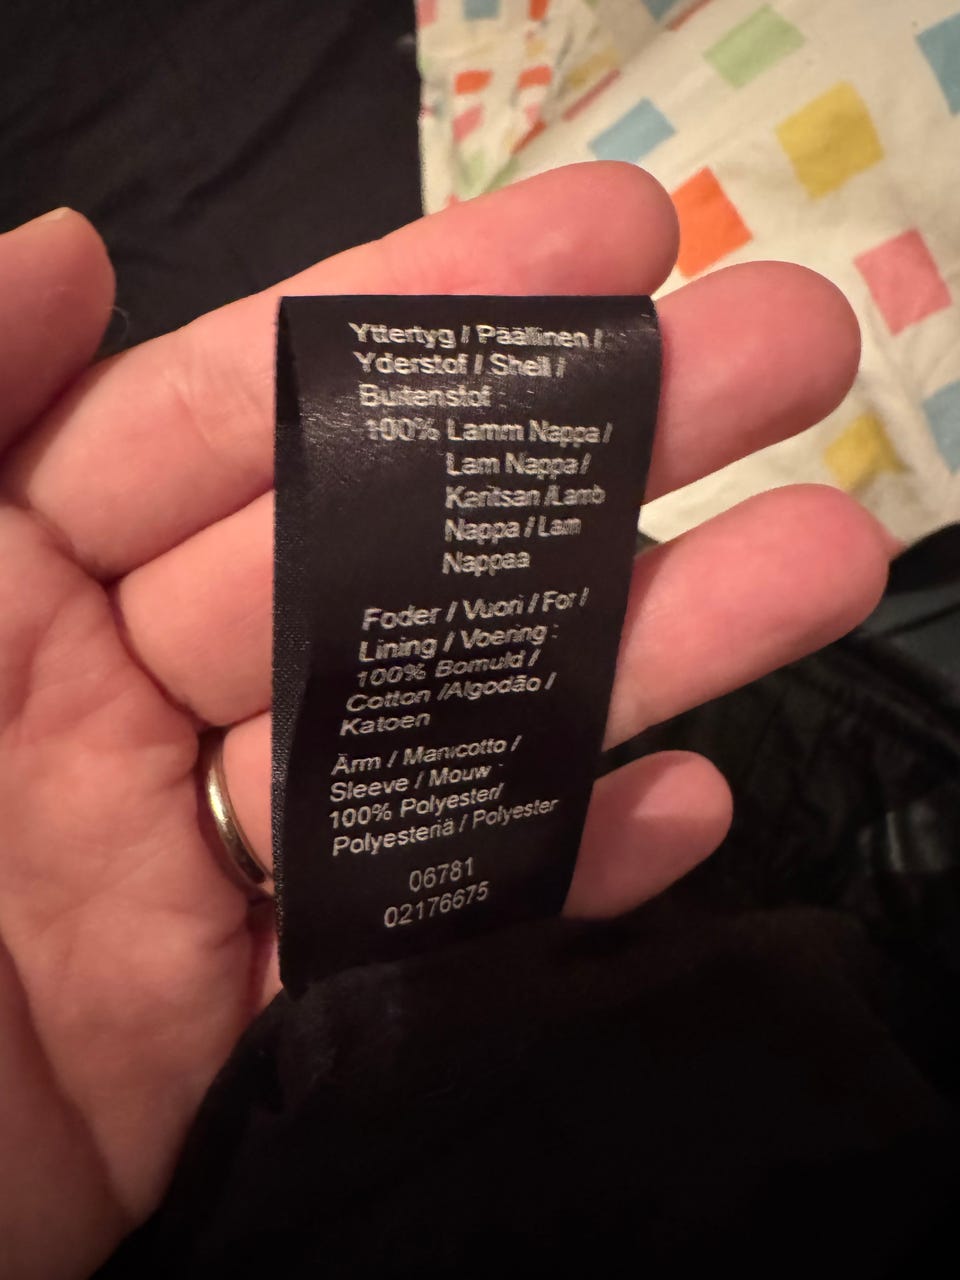 Yttertyg / Päällinen /
Yderstof / Shell /
Buitenstof
100% Lamm Nappa /
Lam Nappa /
Karitsan /Lamb
Nappa / Lam
Nappaa
Foder / Vuori / For /
Lining / Voering :
100% Bomuld /
Cotton /Algodão /
Katoen
Ärm / Manicotto /
Sleeve / Mouw
100% Polyester/
Polyesteriä / Polyester
06781
02176675